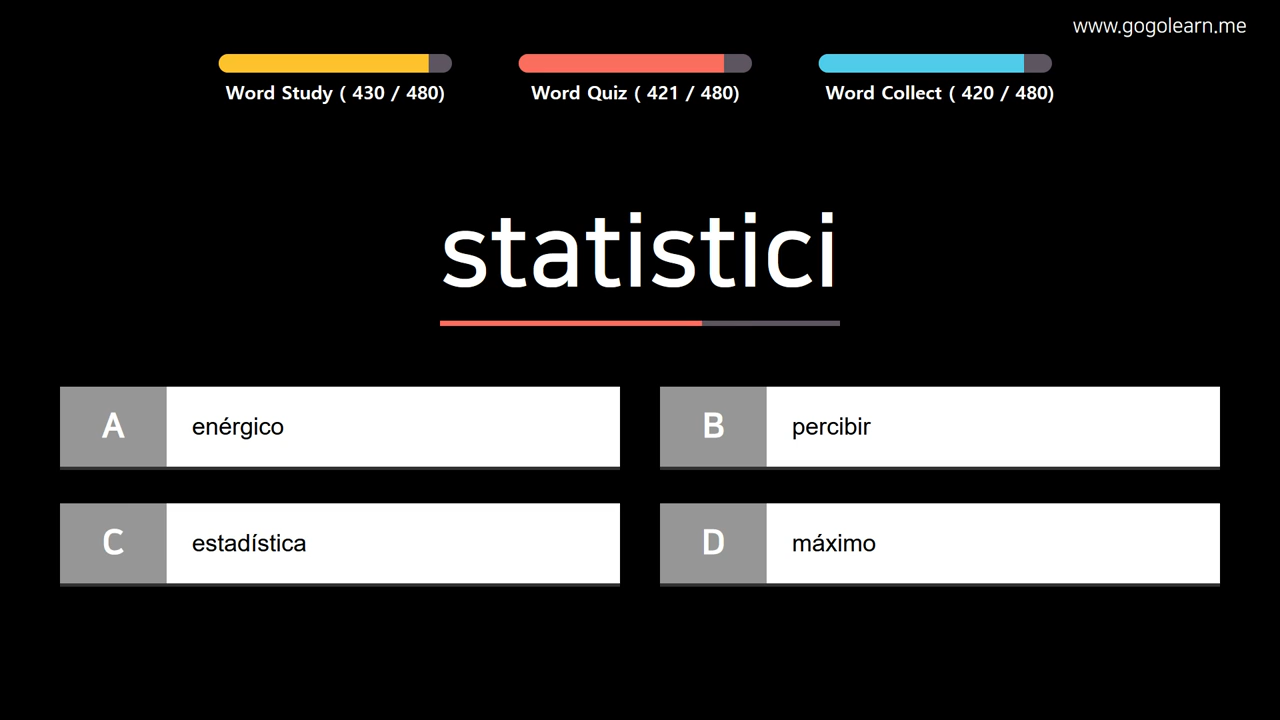 www.gogolearn.me
Word Study ( 430 / 480)
Word Quiz ( 421 / 480)
Word Collect ( 420 / 480)
statistici
A enérgico
B percibir
C estadística
D máximo